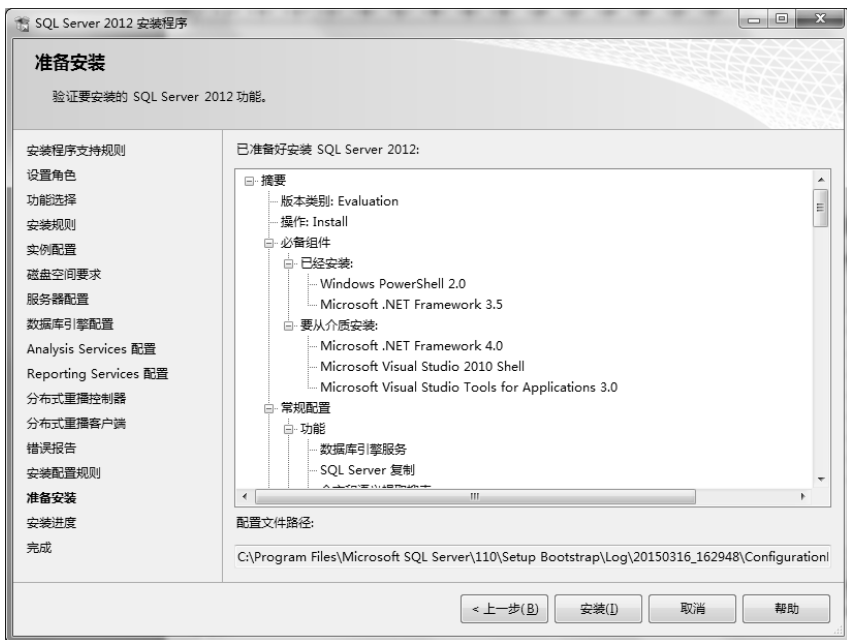 SQL Server 2012 安装程序
准备安装
验证要安装的 SQL Server 2012 功能。
安装程序支持规则
设置角色
功能选择
安装规则
实例配置
磁盘空间要求
服务器配置
数据库引擎配置
Analysis Services 配置
Reporting Services 配置
分布式重播控制器
分布式重播客户端
错误报告
安装配置规则
准备安装
安装进度
完成
已准备好安装 SQL Server 2012:
摘要
版本类别: Evaluation
操作: Install
必备组件
已经安装:
Windows PowerShell 2.0
Microsoft .NET Framework 3.5
要从介质安装:
Microsoft .NET Framework 4.0
Microsoft Visual Studio 2010 Shell
Microsoft Visual Studio Tools for Applications 3.0
常规配置
功能
数据库引擎服务
SQL Server 复制
配置文件路径:
C:\Program Files\Microsoft SQL Server\110\Setup Bootstrap\Log\20150316_162948\Configuration
< 上一步(B)
安装(I)
取消
帮助